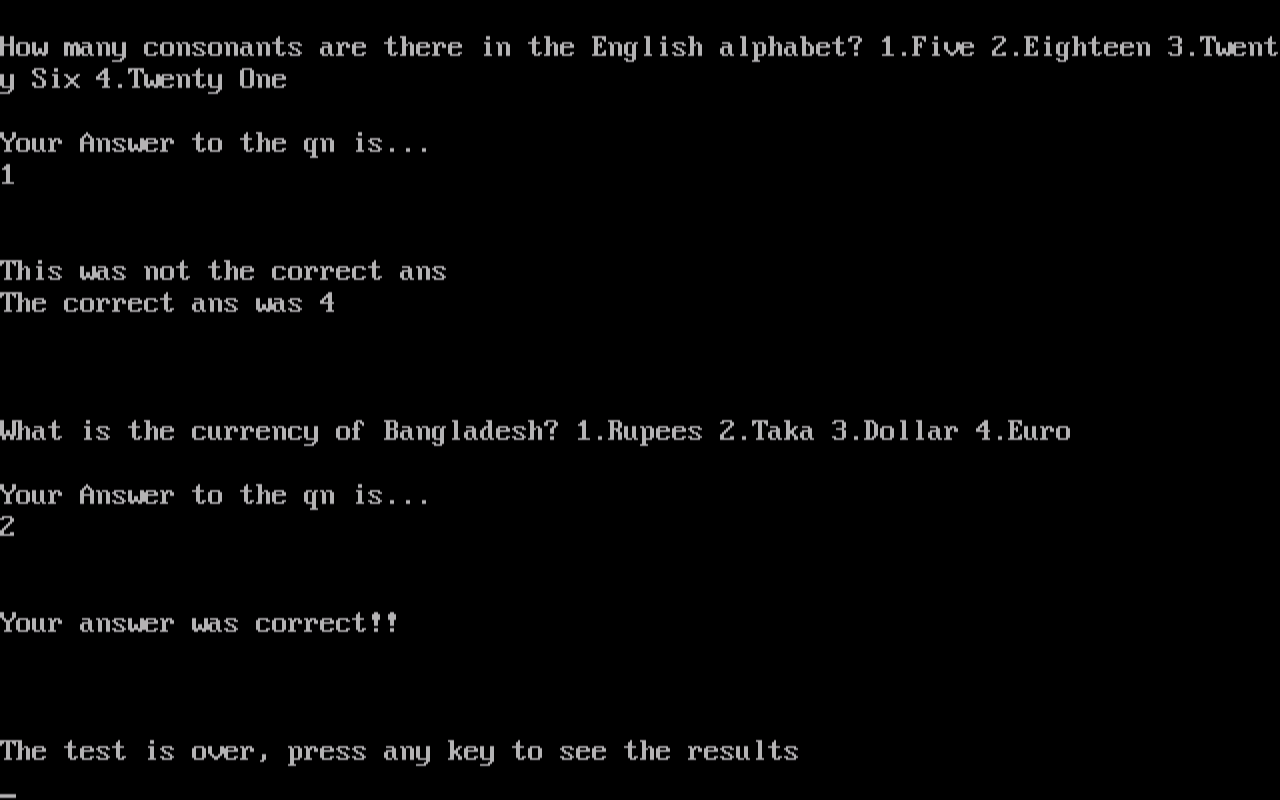 How many consonants are there in the English alphabet? 1.Five 2.Eighteen 3.Twent
y Six 4.Twenty One
Your Answer to the qn is...
1
This was not the correct ans
The correct ans was 4
What is the currency of Bangladesh? 1.Rupees 2.Taka 3.Dollar 4.Euro
Your Answer to the qn is...
2
Your answer was correct!!
The test is over, press any key to see the results
_